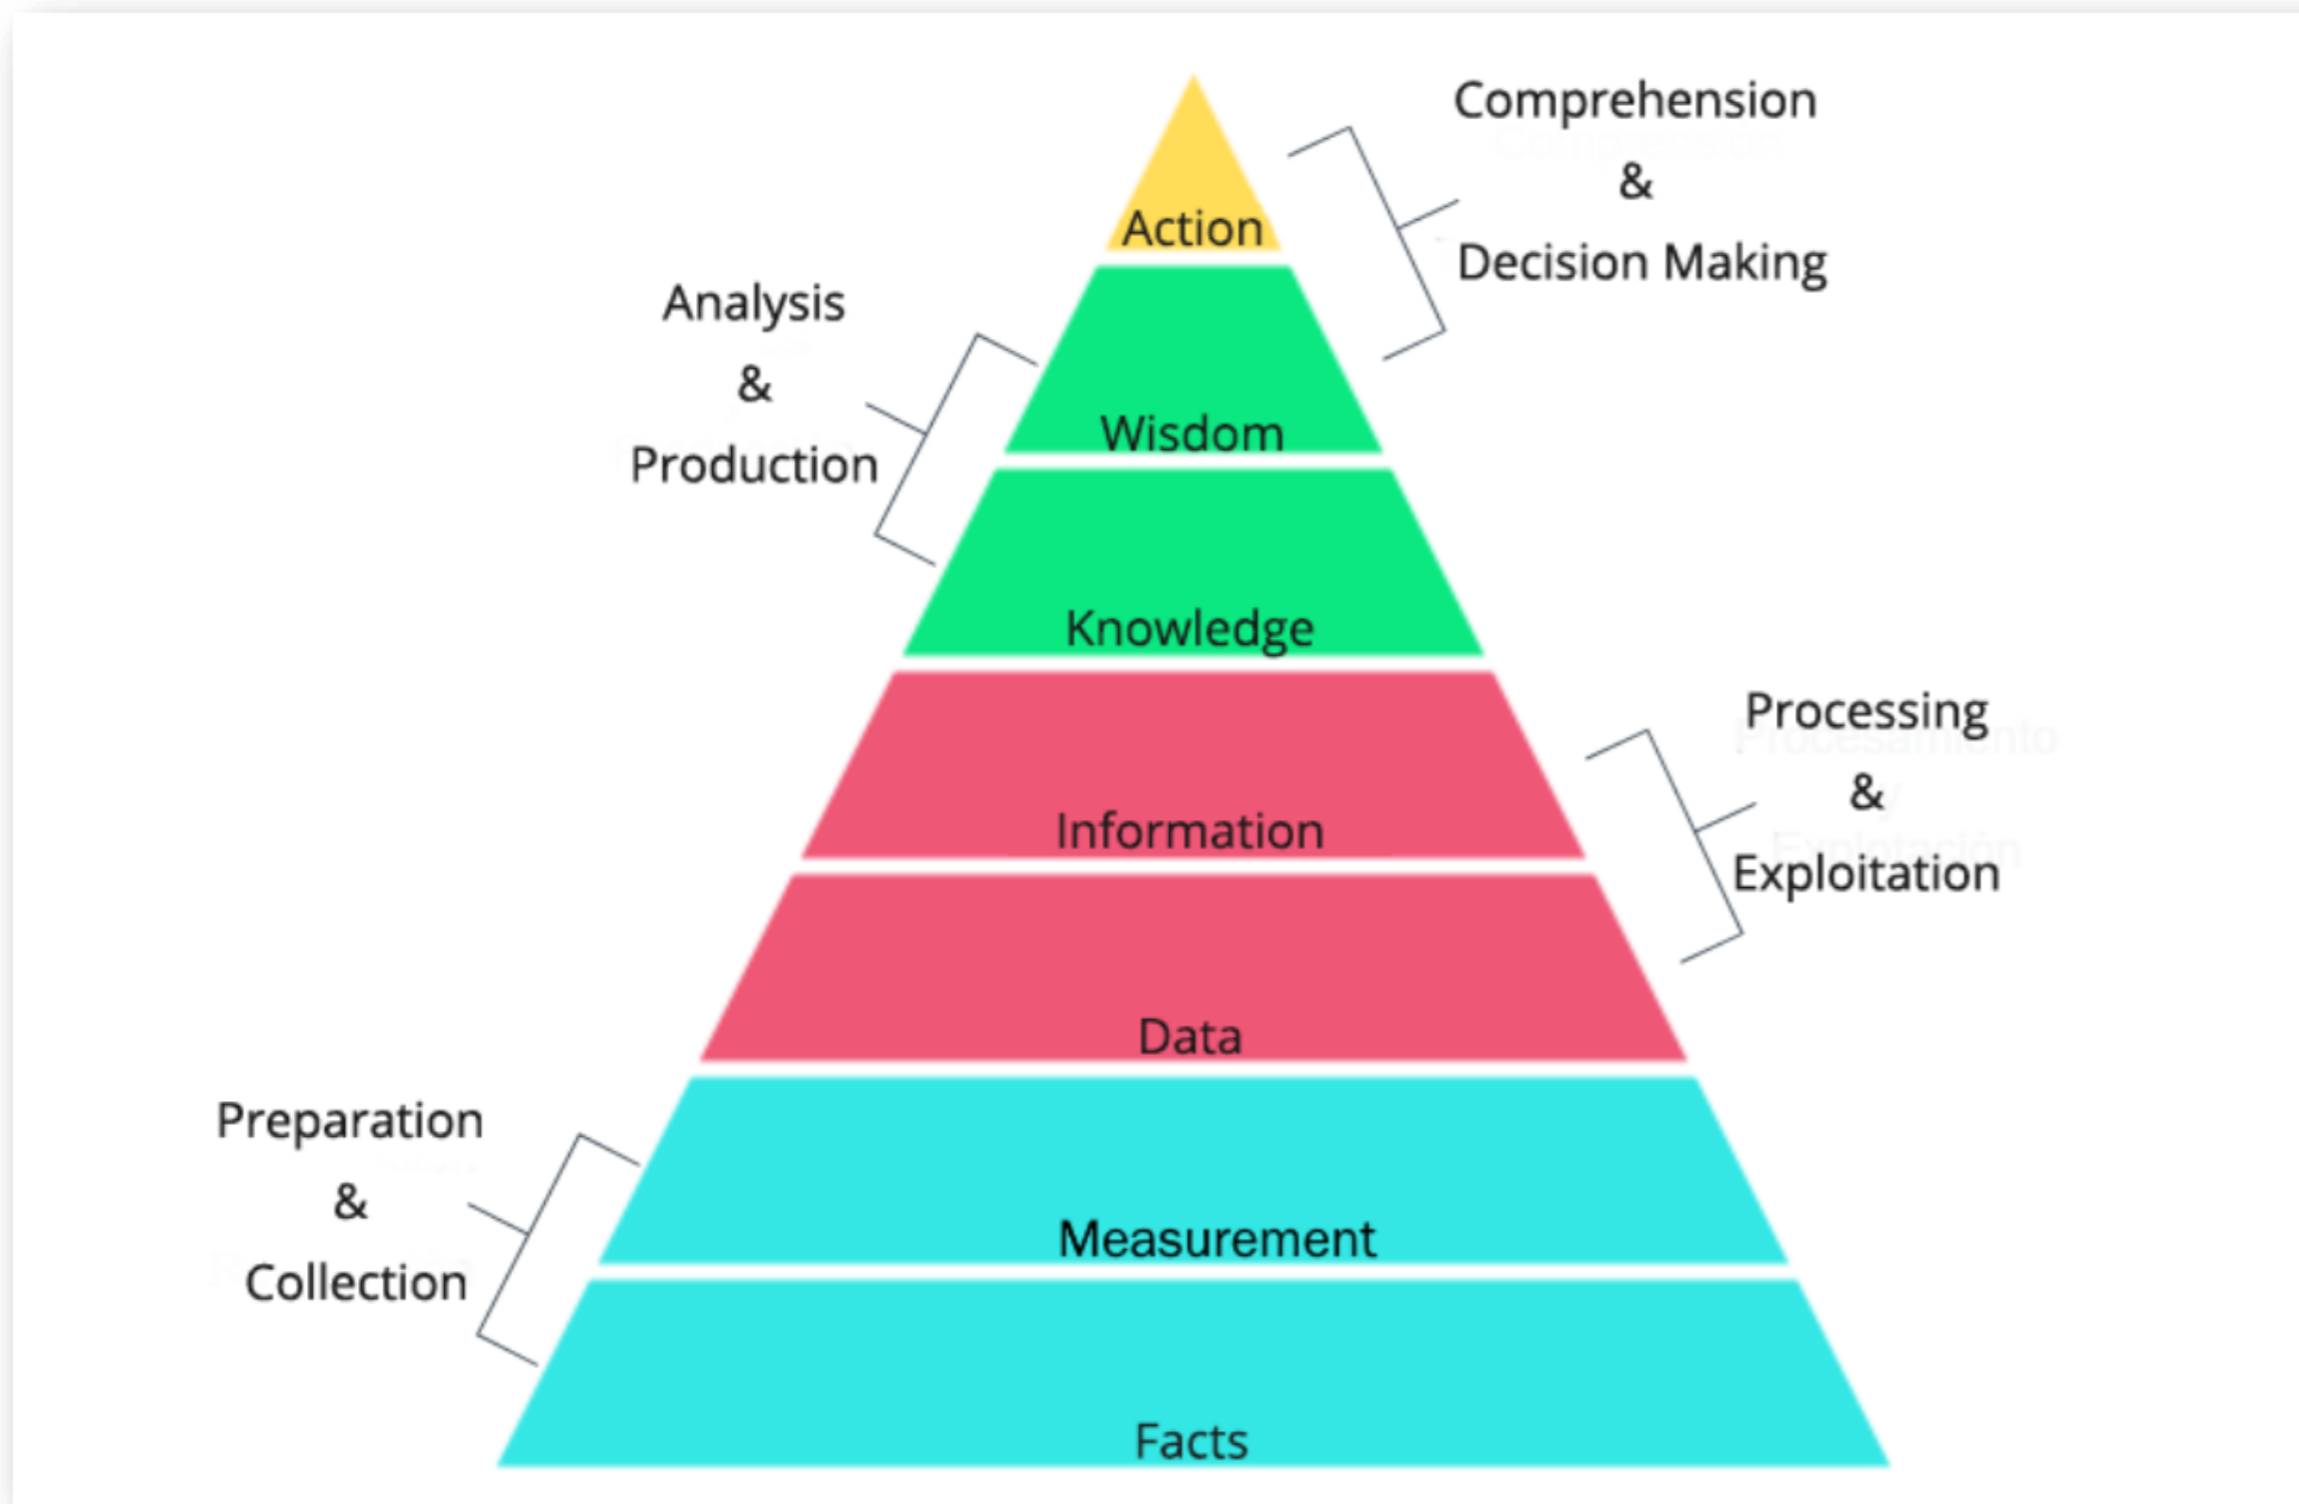 Comprehension
&
Decision Making
Action
Analysis
&
Production
Wisdom
Knowledge
Processing
&
Exploitation
Information
Data
Preparation
&
Collection
Measurement
Facts